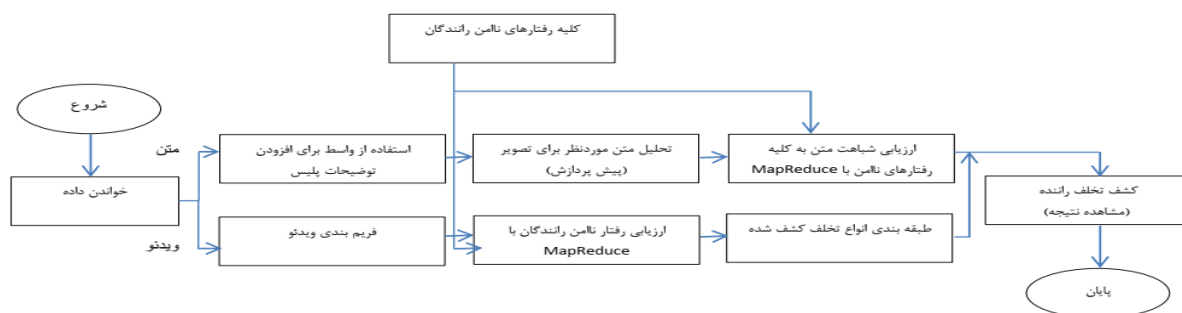 کلیه رفتارهای ناامن رانندگان
شروع
خواندن داده
متن
ویدئو
استفاده از واسط برای افزودن
توضیحات پلیس
تحلیل متن موردنظر برای تصویر
(پیش پردازش)
ارزیابی شباهت متن به کلیه
رفتارهای ناامن با MapReduce
فریم بندی ویدئو
ارزیابی رفتار ناامن رانندگان با
MapReduce
طبقه بندی انواع تخلف کشف شده
کشف تخلف راننده
(مشاهده نتیجه)
پایان